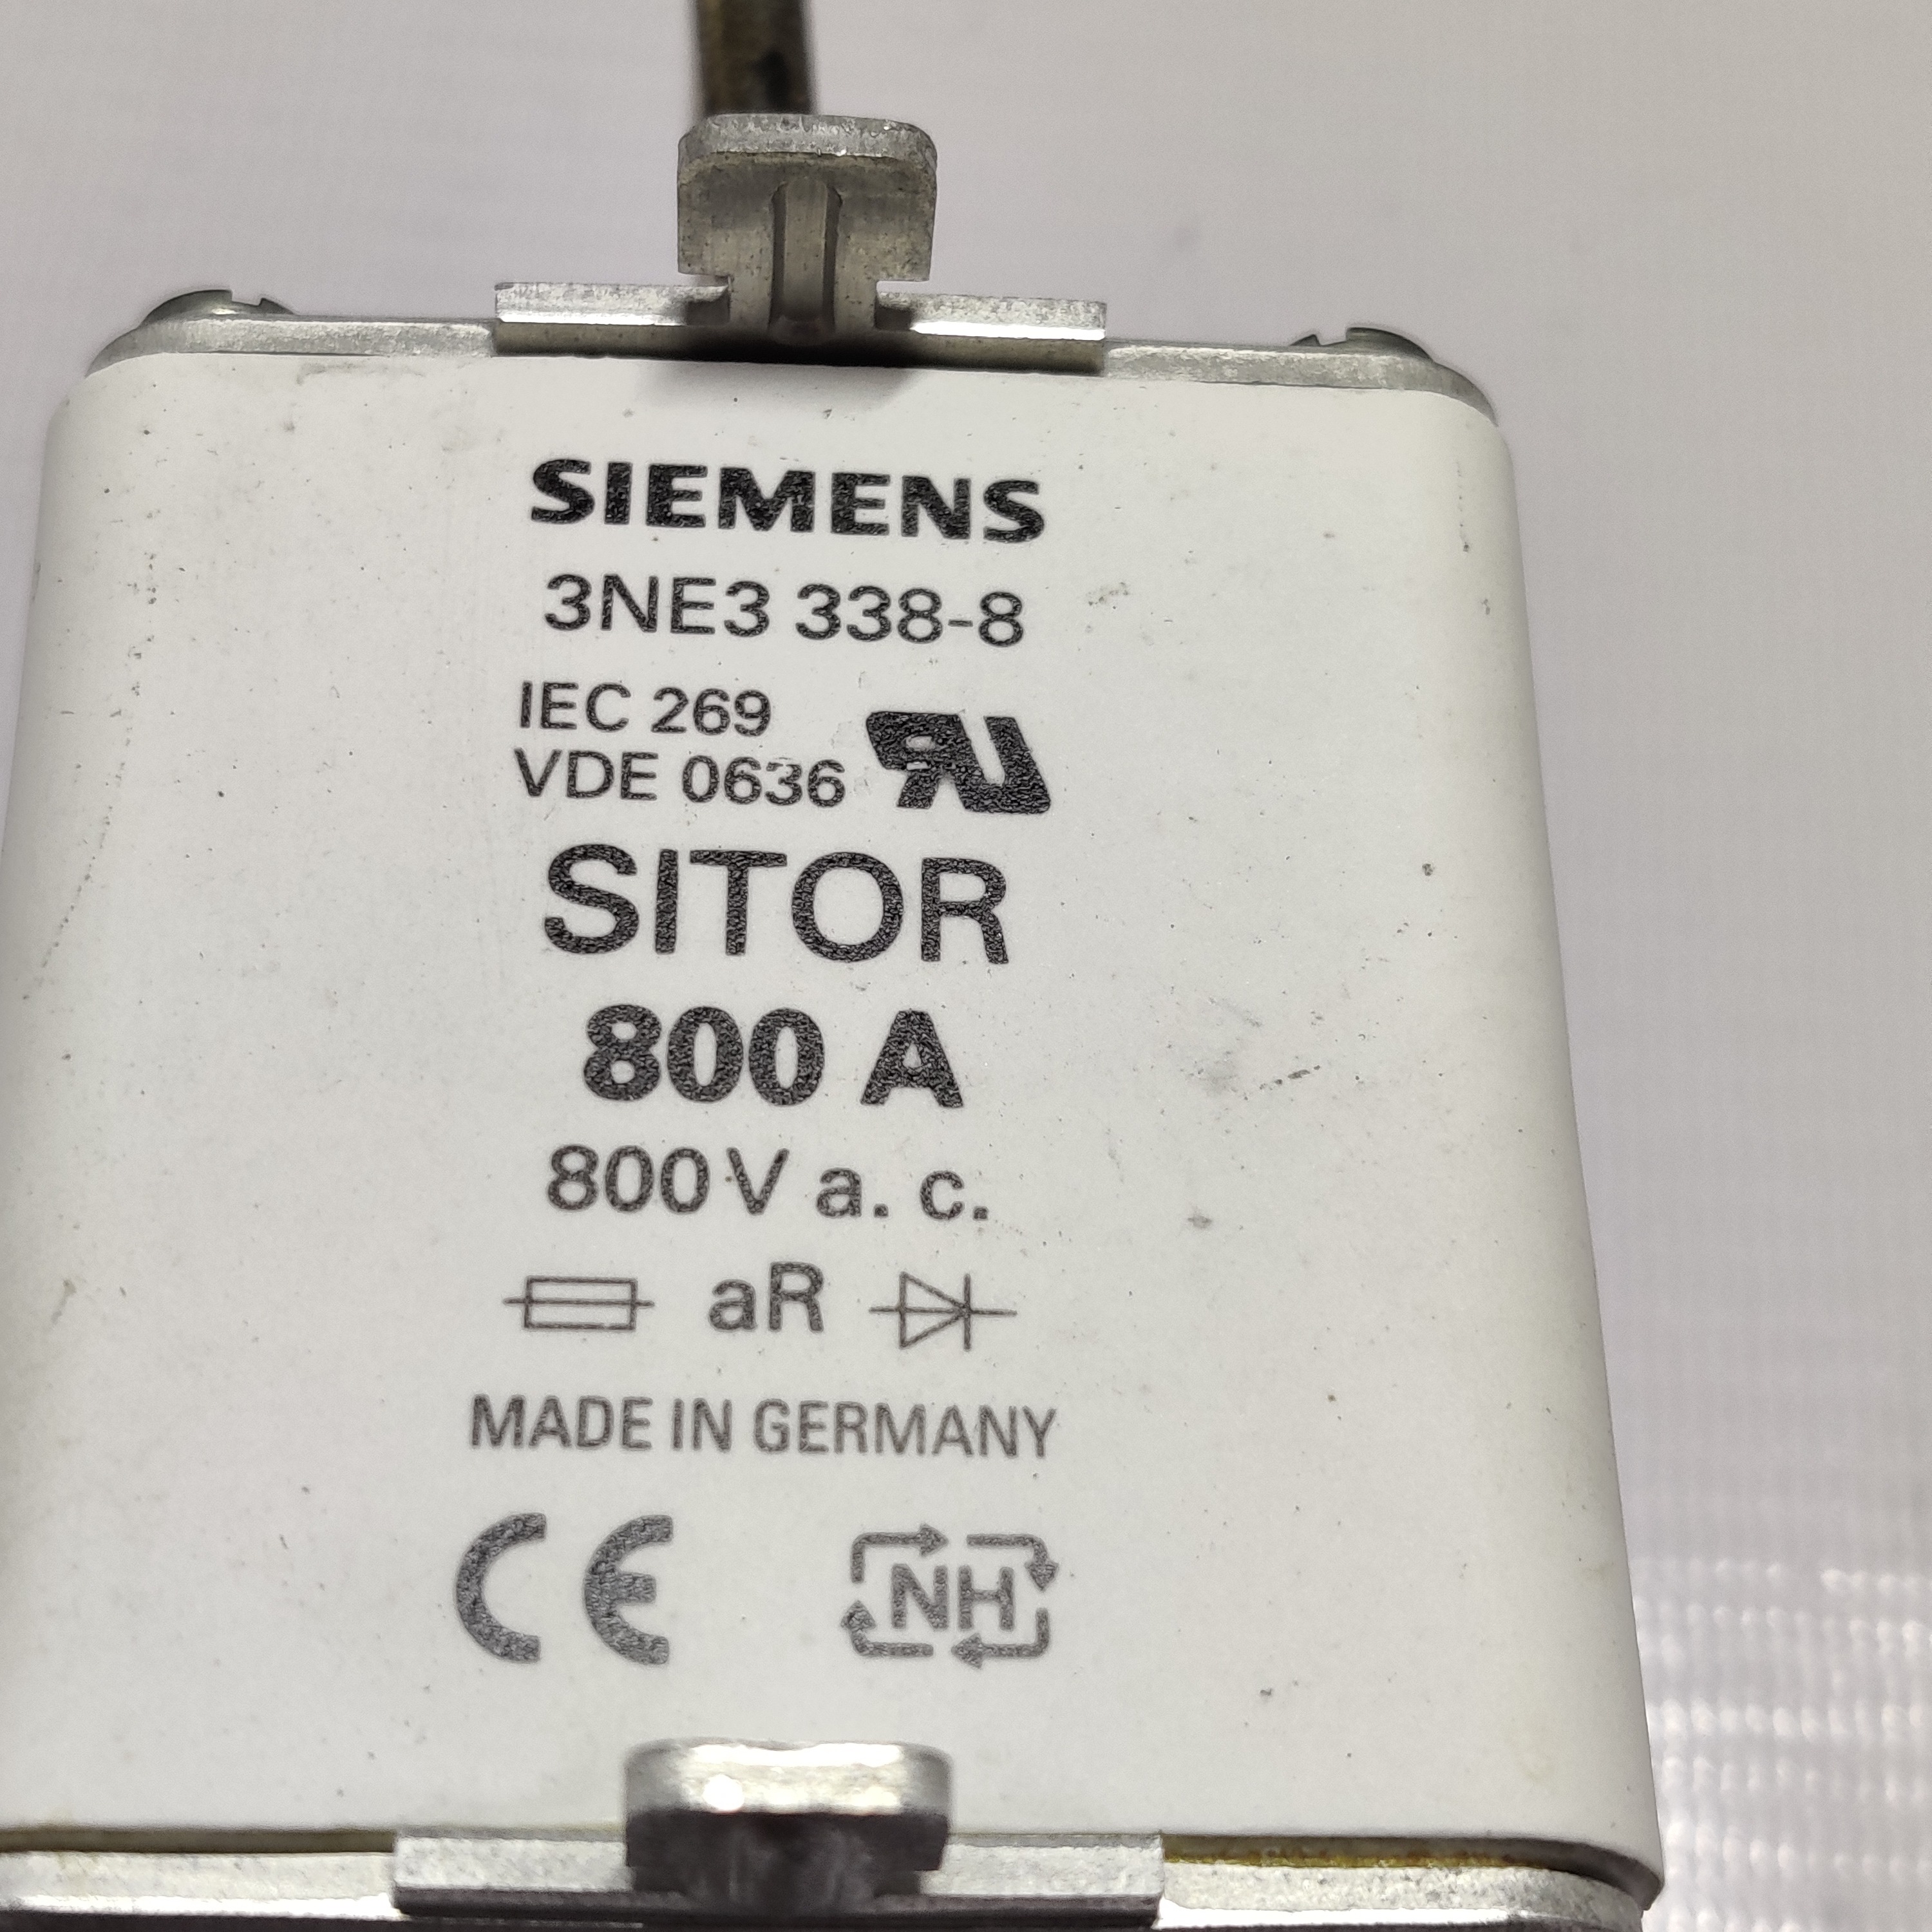 SIEMENS
3NE3 338-8
IEC 269
VDE 0636
SITOR
800 A
800 V a. c.
aR
MADE IN GERMANY
CE
NH